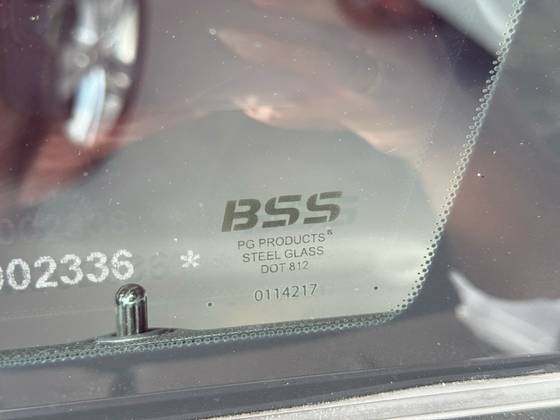 BSS
PG PRODUCTS®
STEEL GLASS
DOT 812
002336 *
0114217